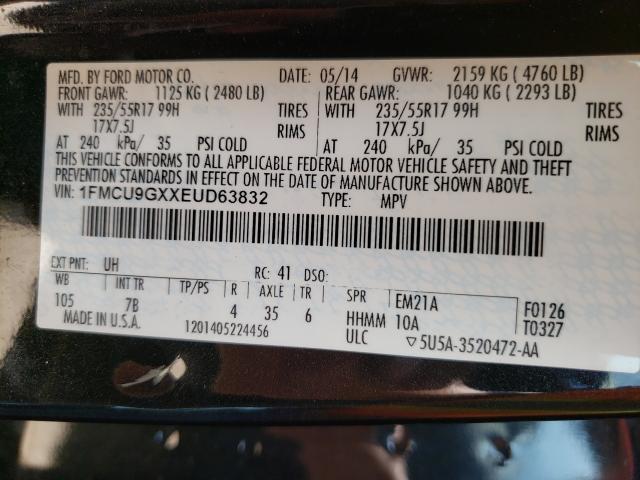 MFD. BY FORD MOTOR CO. DATE: 05/14 GVWR: 2159 KG ( 4760 LB)
FRONT GAWR: 1125 KG ( 2480 LB) REAR GAWR: 1040 KG ( 2293 LB)
WITH 235/55R17 99H TIRES WITH 235/55R17 99H TIRES
17X7.5J RIMS 17X7.5J RIMS
AT 240 kPa/ 35 PSI COLD AT 240 kPa/ 35 PSI COLD
THIS VEHICLE CONFORMS TO ALL APPLICABLE FEDERAL MOTOR VEHICLE SAFETY AND THEFT
PREVENTION STANDARDS IN EFFECT ON THE DATE OF MANUFACTURE SHOWN ABOVE.
VIN: 1FMCU9GXXEUD63832 TYPE: MPV
EXT PNT: UH RC: 41 DSO:
WB INT TR TP/PS R AXLE TR SPR EM21A F0126
105 7B 4 35 6 HHMM 10A T0327
MADE IN U.S.A. 1201405224456 ULC ▽5U5A-3520472-AA